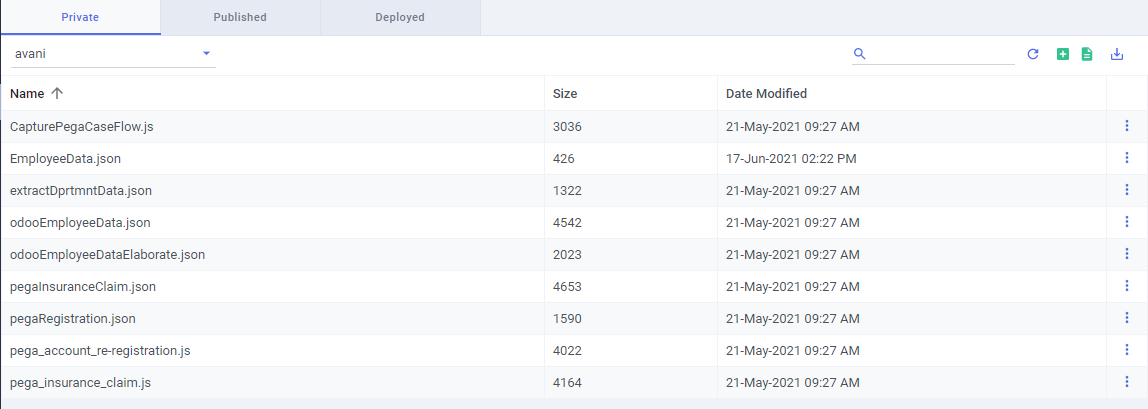 Private Published Deployed
avani
Name Size Date Modified
CapturePegaCaseFlow.js 3036 21-May-2021 09:27 AM
EmployeeData.json 426 17-Jun-2021 02:22 PM
extractDprtmntData.json 1322 21-May-2021 09:27 AM
odooEmployeeData.json 4542 21-May-2021 09:27 AM
odooEmployeeDataElaborate.json 2023 21-May-2021 09:27 AM
pegaInsuranceClaim.json 4653 21-May-2021 09:27 AM
pegaRegistration.json 1590 21-May-2021 09:27 AM
pega_account_re-registration.js 4022 21-May-2021 09:27 AM
pega_insurance_claim.js 4164 21-May-2021 09:27 AM